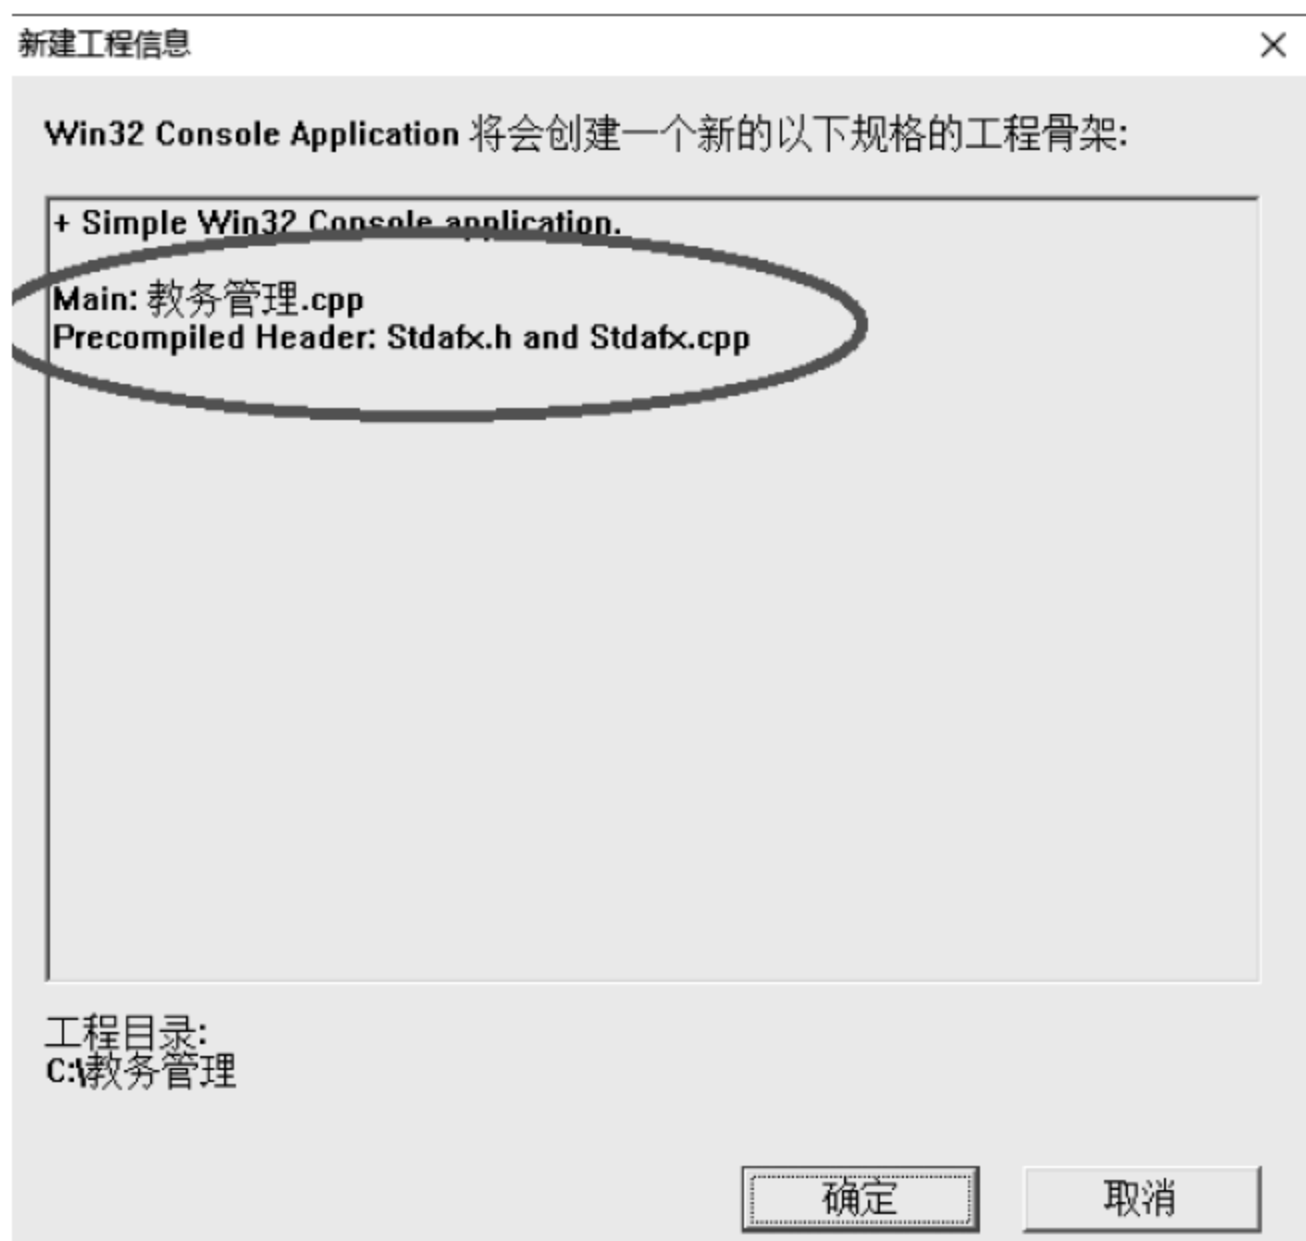 新建工程信息
Win32 Console Application 将会创建一个新的以下规格的工程骨架:
+ Simple Win32 Console application.
Main: 教务管理.cpp
Precompiled Header: Stdafx.h and Stdafx.cpp
工程目录:
C:\教务管理
确定
取消